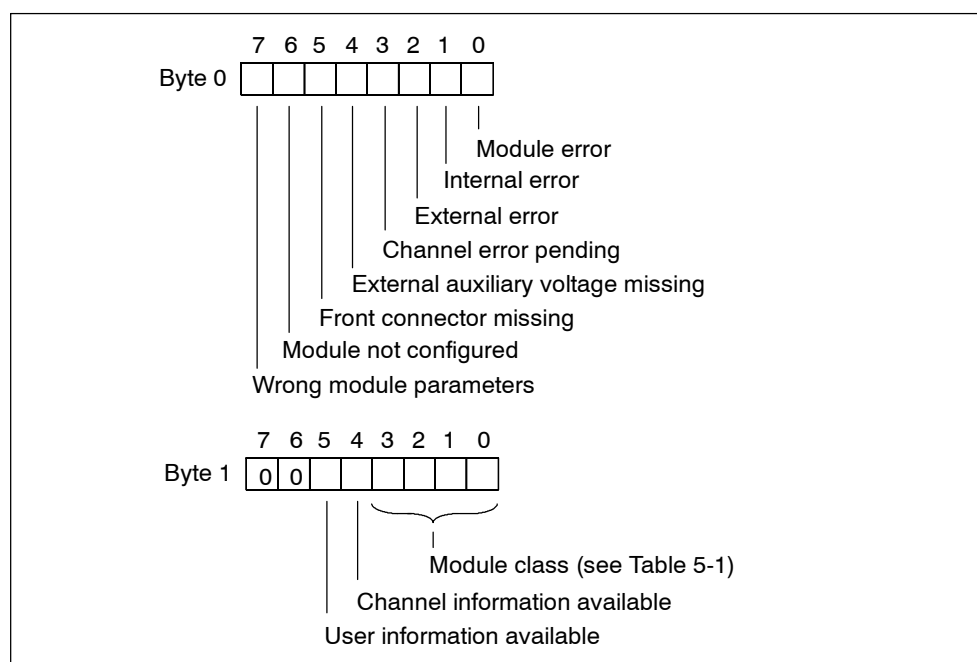 7 6 5 4 3 2 1 0
Byte 0
Module error
Internal error
External error
Channel error pending
External auxiliary voltage missing
Front connector missing
Module not configured
Wrong module parameters
7 6 5 4 3 2 1 0
Byte 1 0 0
Module class (see Table 5-1)
Channel information available
User information available